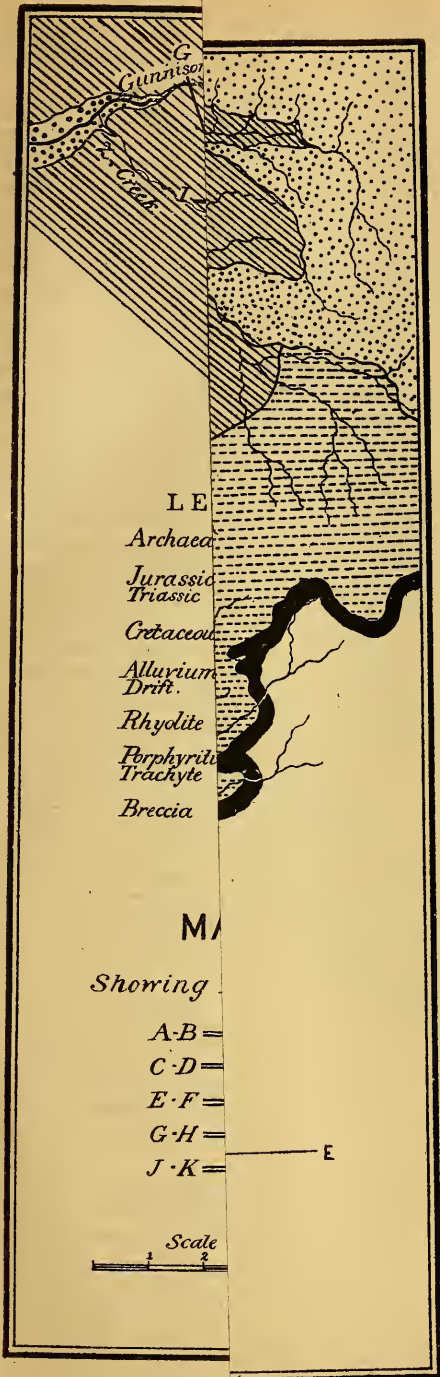 G
Gunnison
Z. Creek
I
LE
Archaea
Jurassic
Triassic
Cretaceou
Alluvium
Drift.
Rhyolite
Porphyriti
Trachyte
Breccia
MA
Showing
A-B =
C-D =
E-F =
G-H =
J-K =
E
Scale
1 2